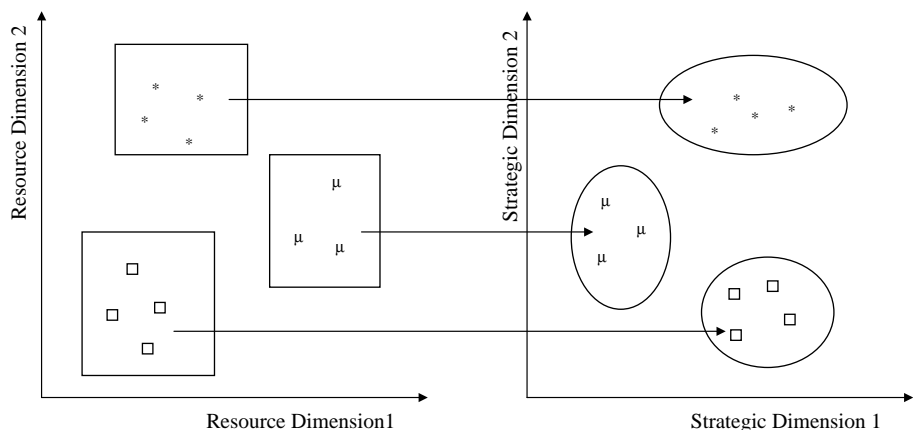 Resource Dimension 2
Strategic Dimension 2
* * * *
* * * *
μ μ μ
μ μ μ
Resource Dimension1
Strategic Dimension 1